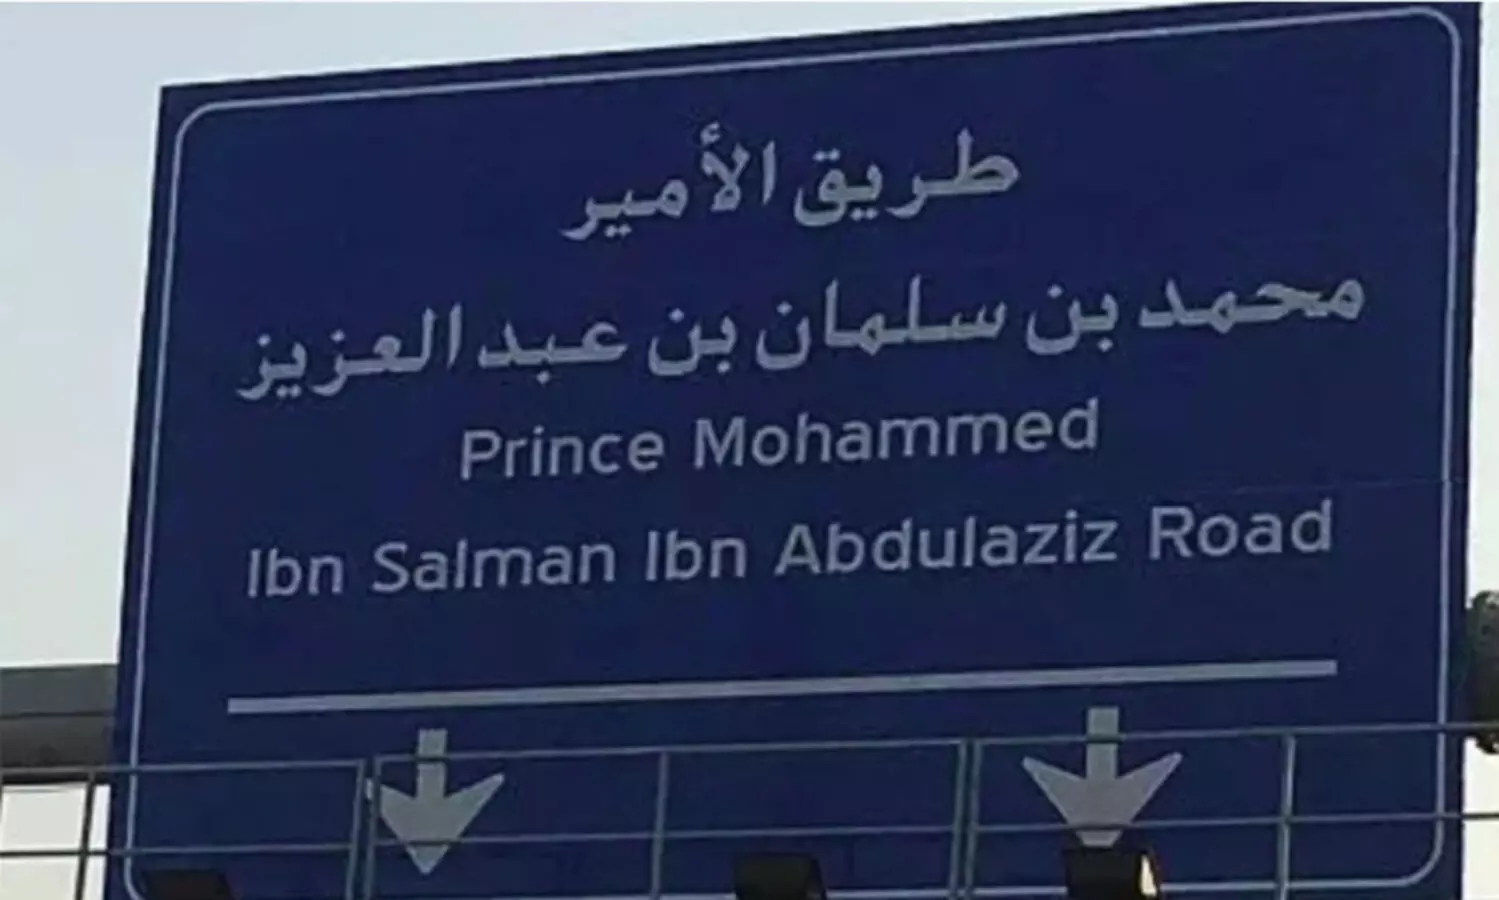 طريق الأمير
محمد بن سلمان بن عبد العزيز
Prince Mohammed
Ibn Salman Ibn Abdulaziz Road